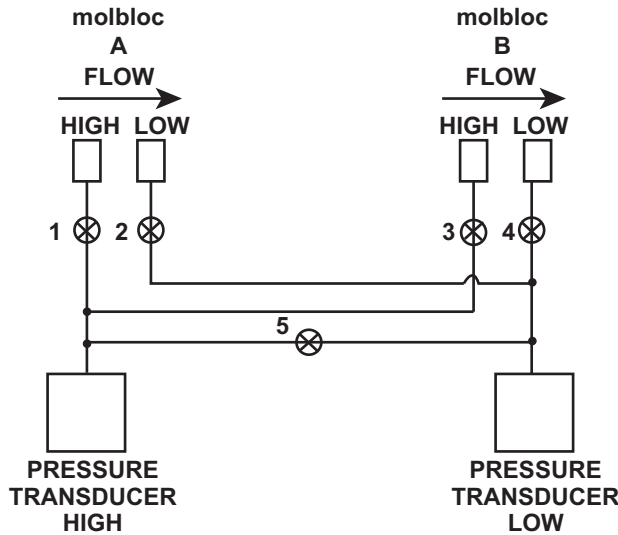 molbloc
A
FLOW
HIGH LOW
molbloc
B
FLOW
HIGH LOW
1
2
3
4
5
PRESSURE
TRANSDUCER
HIGH
PRESSURE
TRANSDUCER
LOW